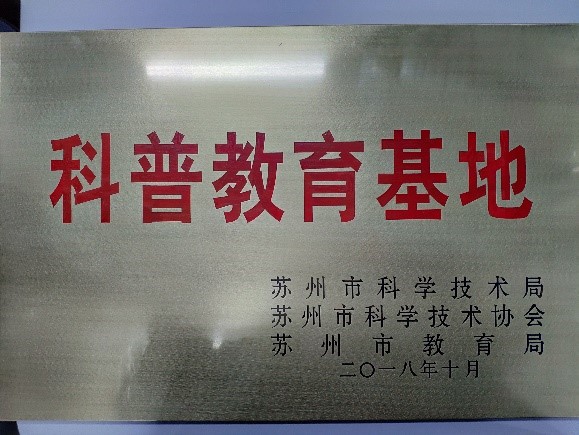 科普教育基地
苏州市科学技术局
苏州市科学技术协会
苏州市教育局
二〇一八年十月